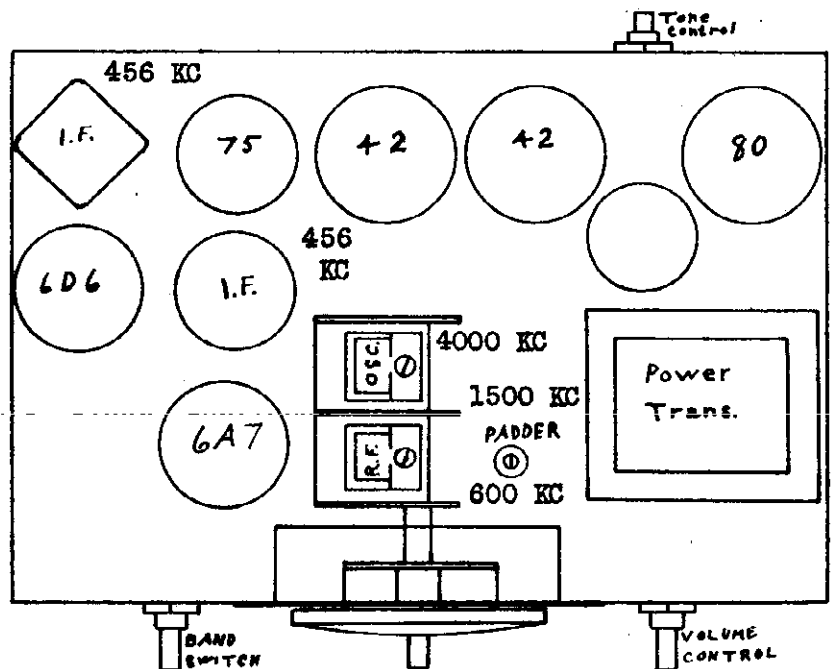 Tone
control
456 KC
I.F.
75
42
42
80
6D6
I.F.
456
KC
OSC.
4000 KC
1500 KC
Power
Trans.
6A7
R.F.
PADDER
600 KC
BAND
SWITCH
VOLUME
CONTROL